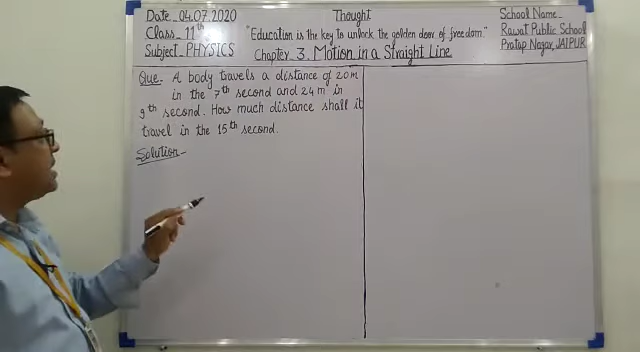 Date 04.07.2020
Class- 11th
Subject PHYSICS
Thought
"Education is the key to unlock the golden door of freedom."
Chapter 3. Motion in a Straight Line
School Name-
Rawat Public School
Pratap Nagar, JAIPUR
Que. A body travels a distance of 20m
in the 7th second and 24 m in
9th second. How much distance shall it
travel in the 15th second.
Solution-